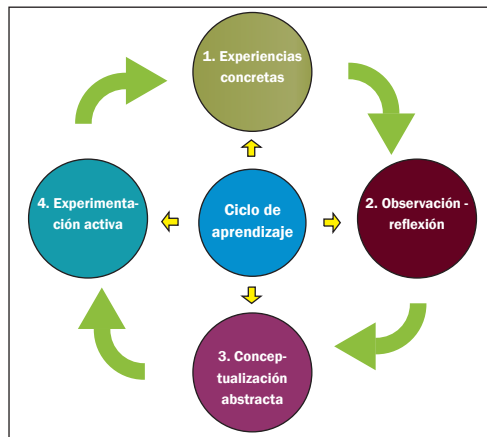 1. Experiencias
concretas
2. Observación -
reflexión
3. Concep-
tualización
abstracta
4. Experimenta-
ción activa
Ciclo de
aprendizaje